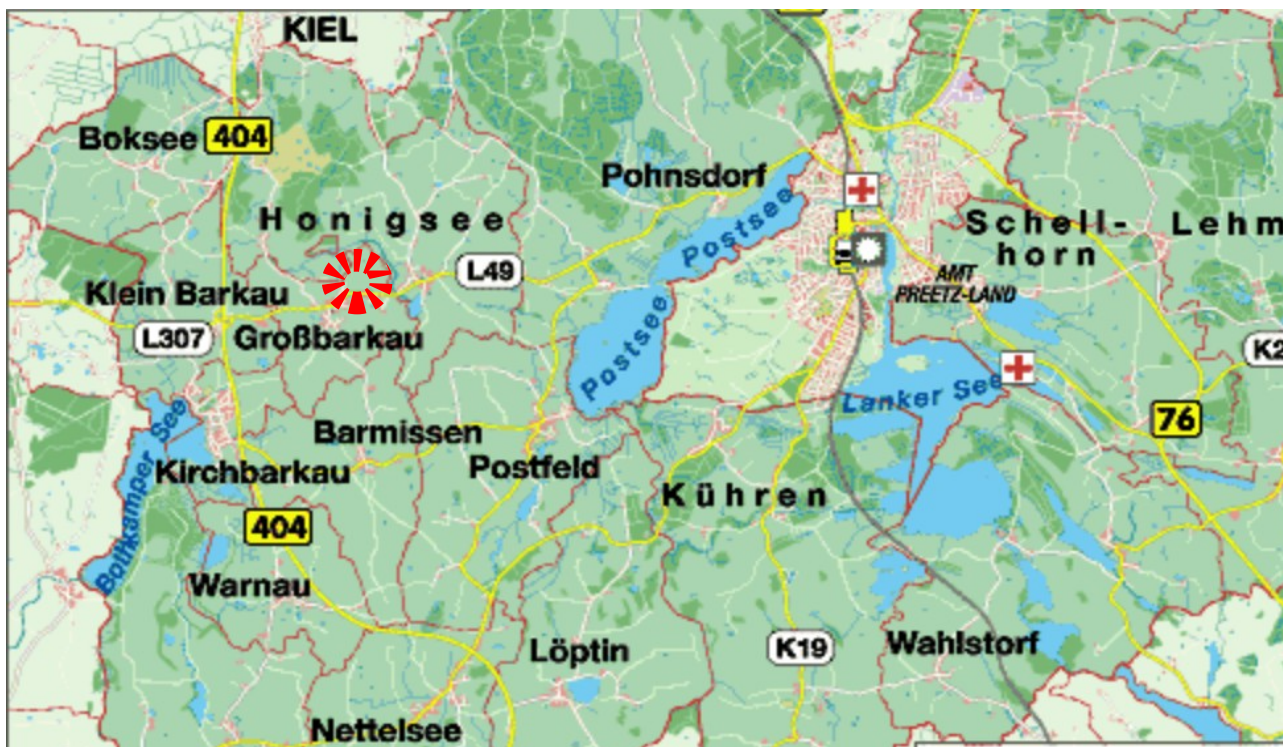 KIEL
Boksee
404
Pohnsdorf
Honigsee
Postsee
Schell-
horn
Lehm
L49
AMT
PREETZ-LAND
Klein Barkau
L307
Großbarkau
Postsee
K2
Lanker See
76
Barmissen
Bothkamper See
Kirchbarkau
Postfeld
Kühren
404
Warnau
Löptin
K19
Wahlstorf
Nettelsee